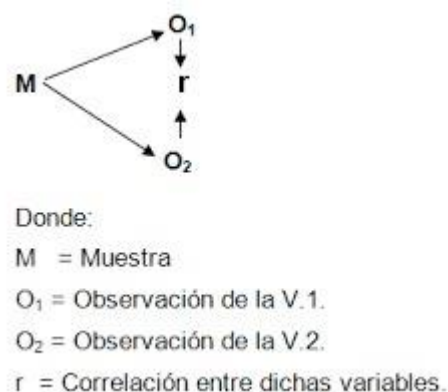 O₁
M r
O₂
Donde:
M = Muestra
O₁ = Observación de la V.1.
O₂ = Observación de la V.2.
r = Correlación entre dichas variables.